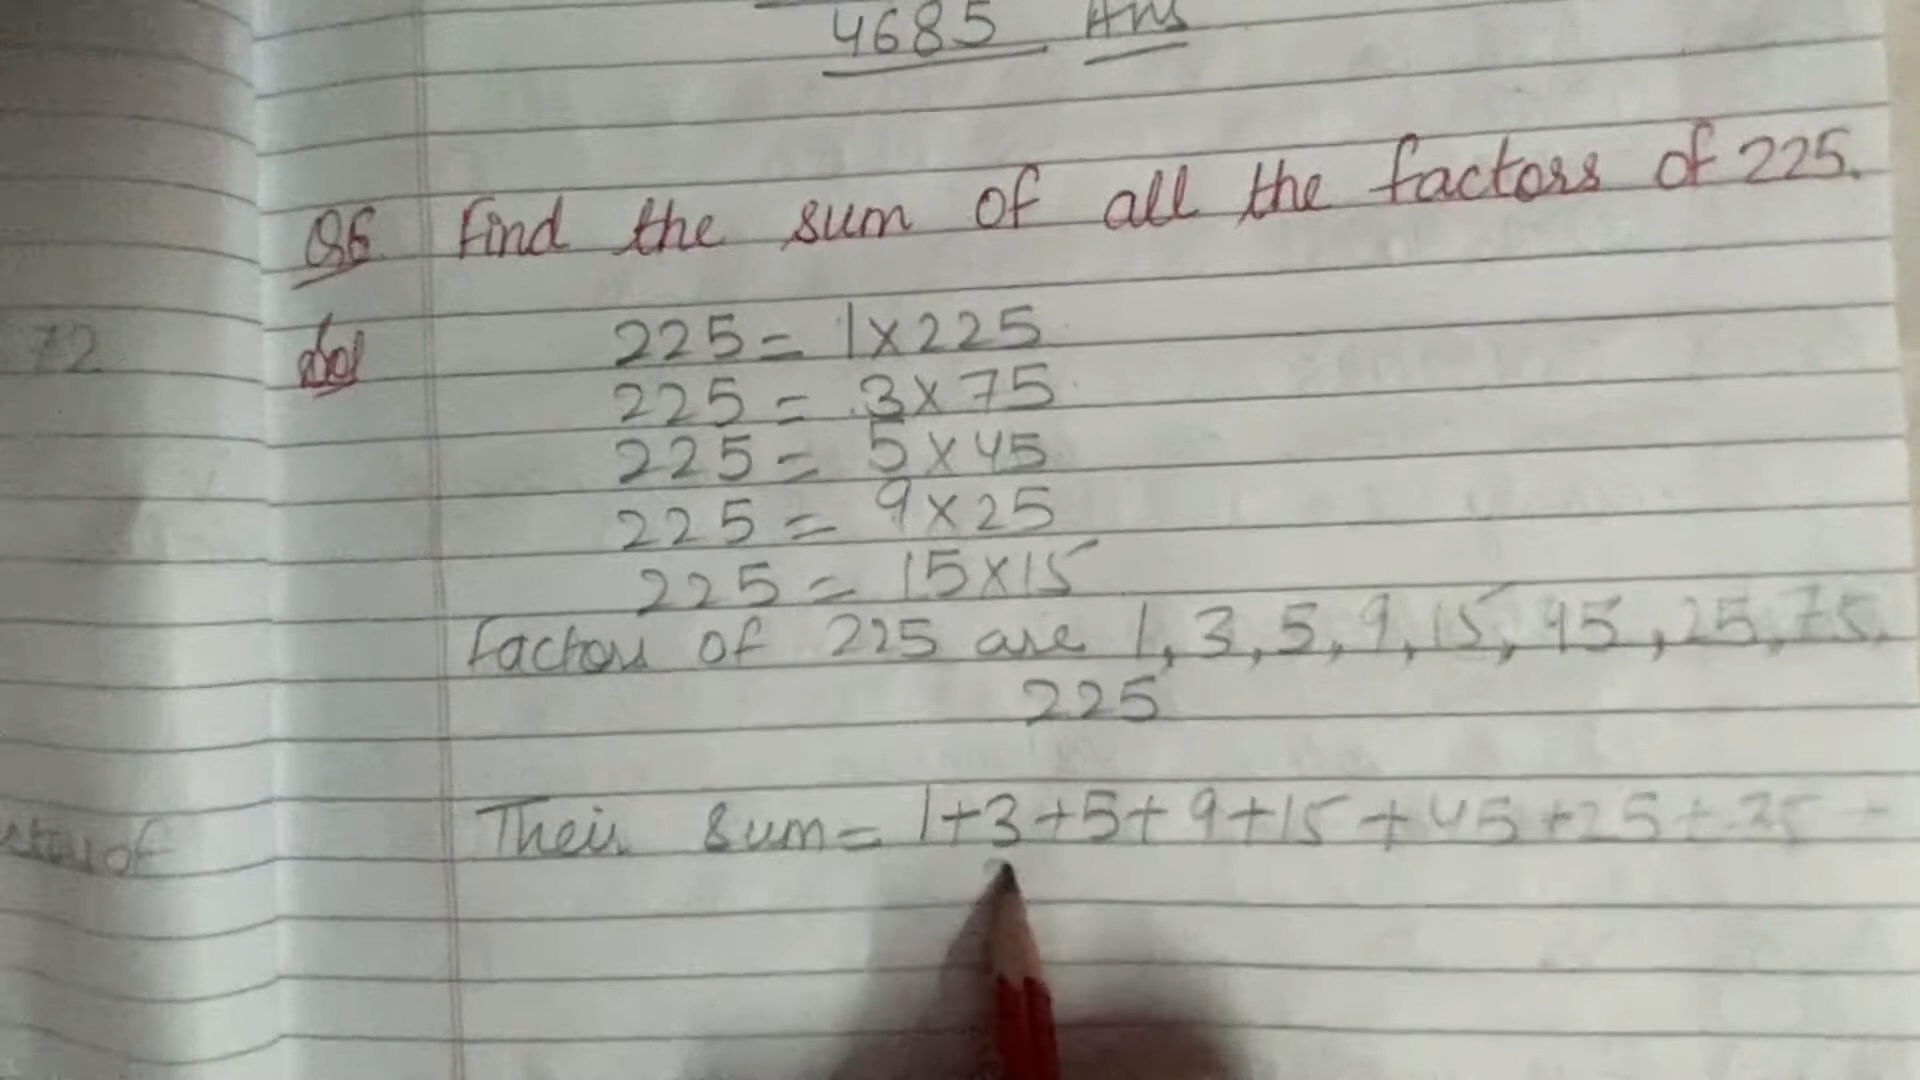 4685 Ans
Q6. Find the sum of all the factors of 225.
72
Sol
225 = 1×225
225 = 3×75
225 = 5×45
225 = 9×25
225 = 15×15
Factors of 225 are 1, 3, 5, 9, 15, 45, 25, 75,
225
Their sum = 1+3+5+9+15+45+25+75+
of